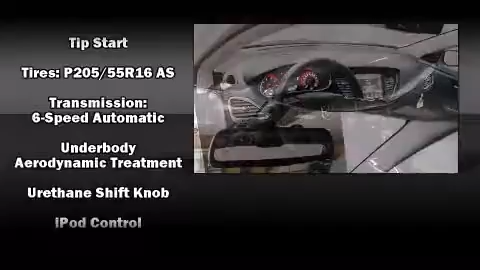 Tip Start
Tires: P205/55R16 AS
Transmission:
6-Speed Automatic
Underbody
Aerodynamic Treatment
Urethane Shift Knob
iPod Control